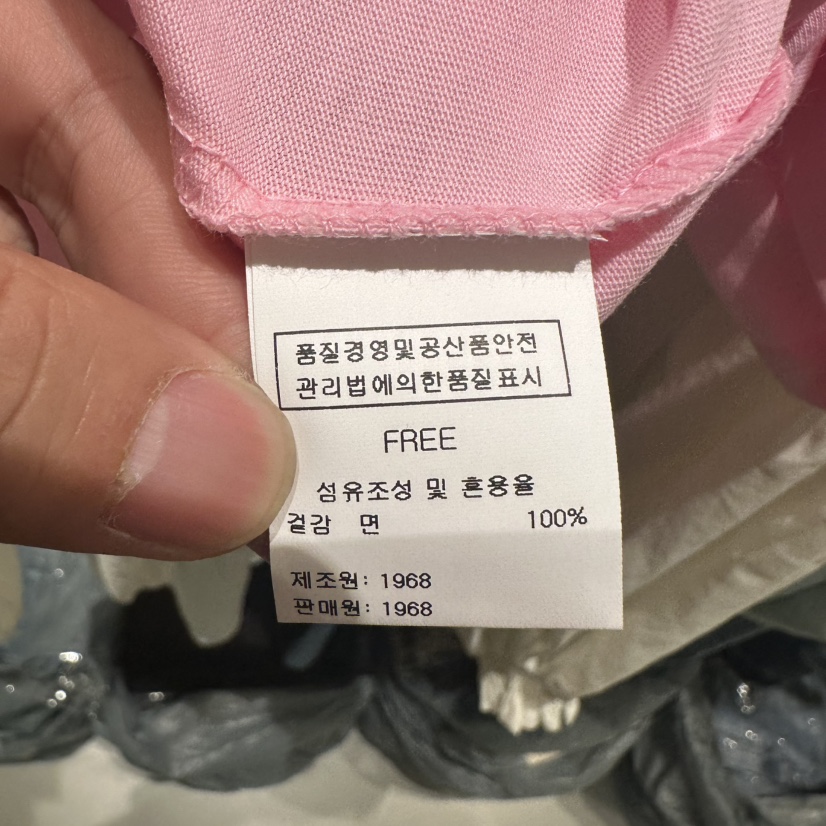 품질경영및공산품안전
관리법에의한품질표시
FREE
섬유조성 및 혼용율
겉감 면 100%
제조원: 1968
판매원: 1968